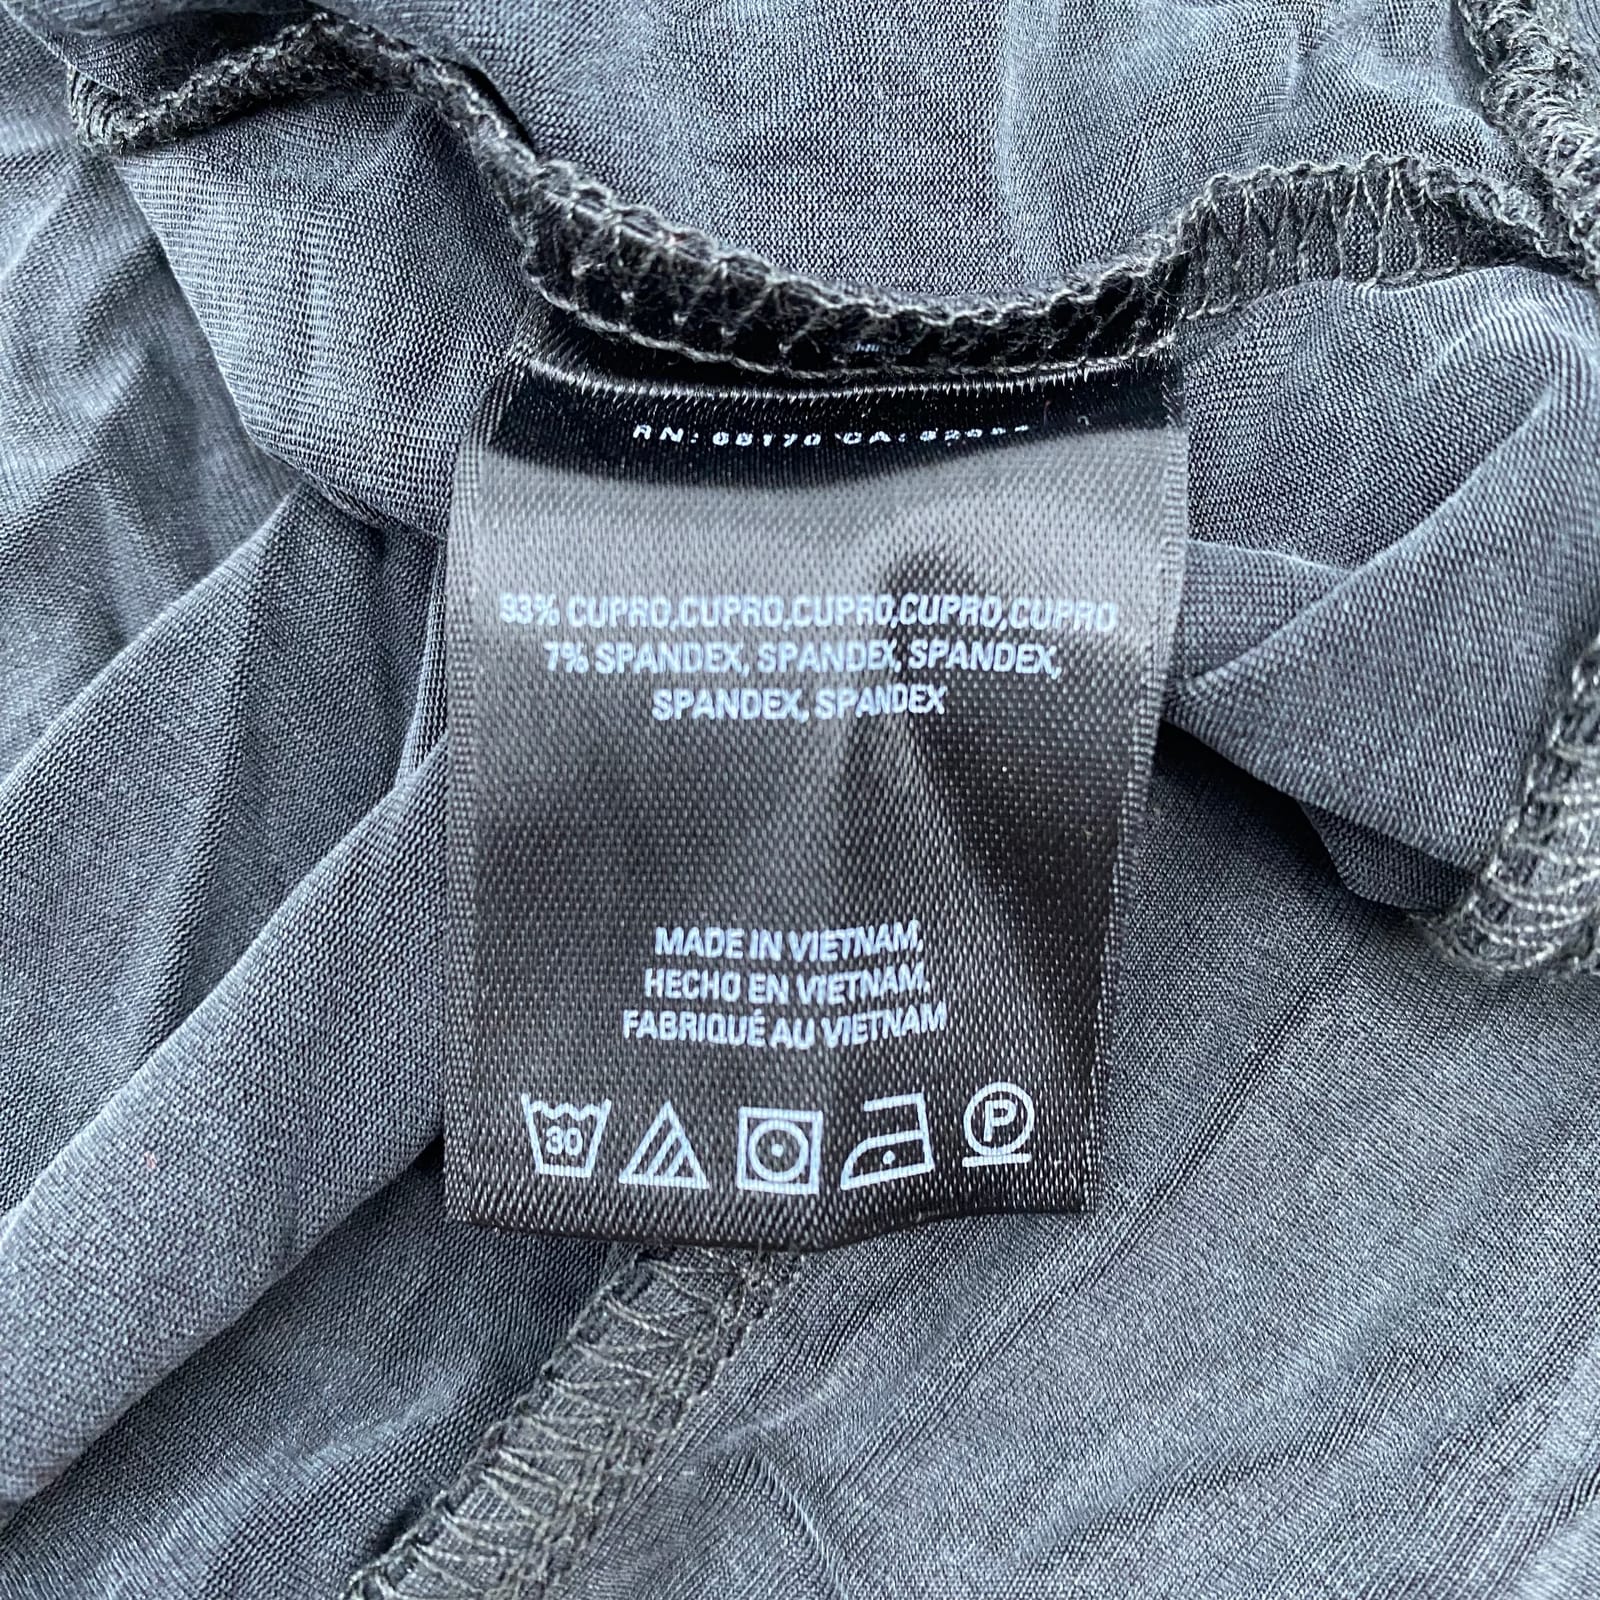 RN:
93% CUPRO,CUPRO,CUPRO,CUPRO,CUPRO
7% SPANDEX, SPANDEX, SPANDEX,
SPANDEX, SPANDEX
MADE IN VIETNAM,
HECHO EN VIETNAM,
FABRIQUÉ AU VIETNAM
30 P